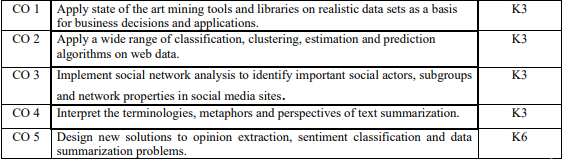 CO 1 Apply state of the art mining tools and libraries on realistic data sets as a basis K3
for business decisions and applications.
CO 2 Apply a wide range of classification, clustering, estimation and prediction K3
algorithms on web data.
CO 3 Implement social network analysis to identify important social actors, subgroups K3
and network properties in social media sites.
CO 4 Interpret the terminologies, metaphors and perspectives of text summarization. K3
CO 5 Design new solutions to opinion extraction, sentiment classification and data K6
summarization problems.